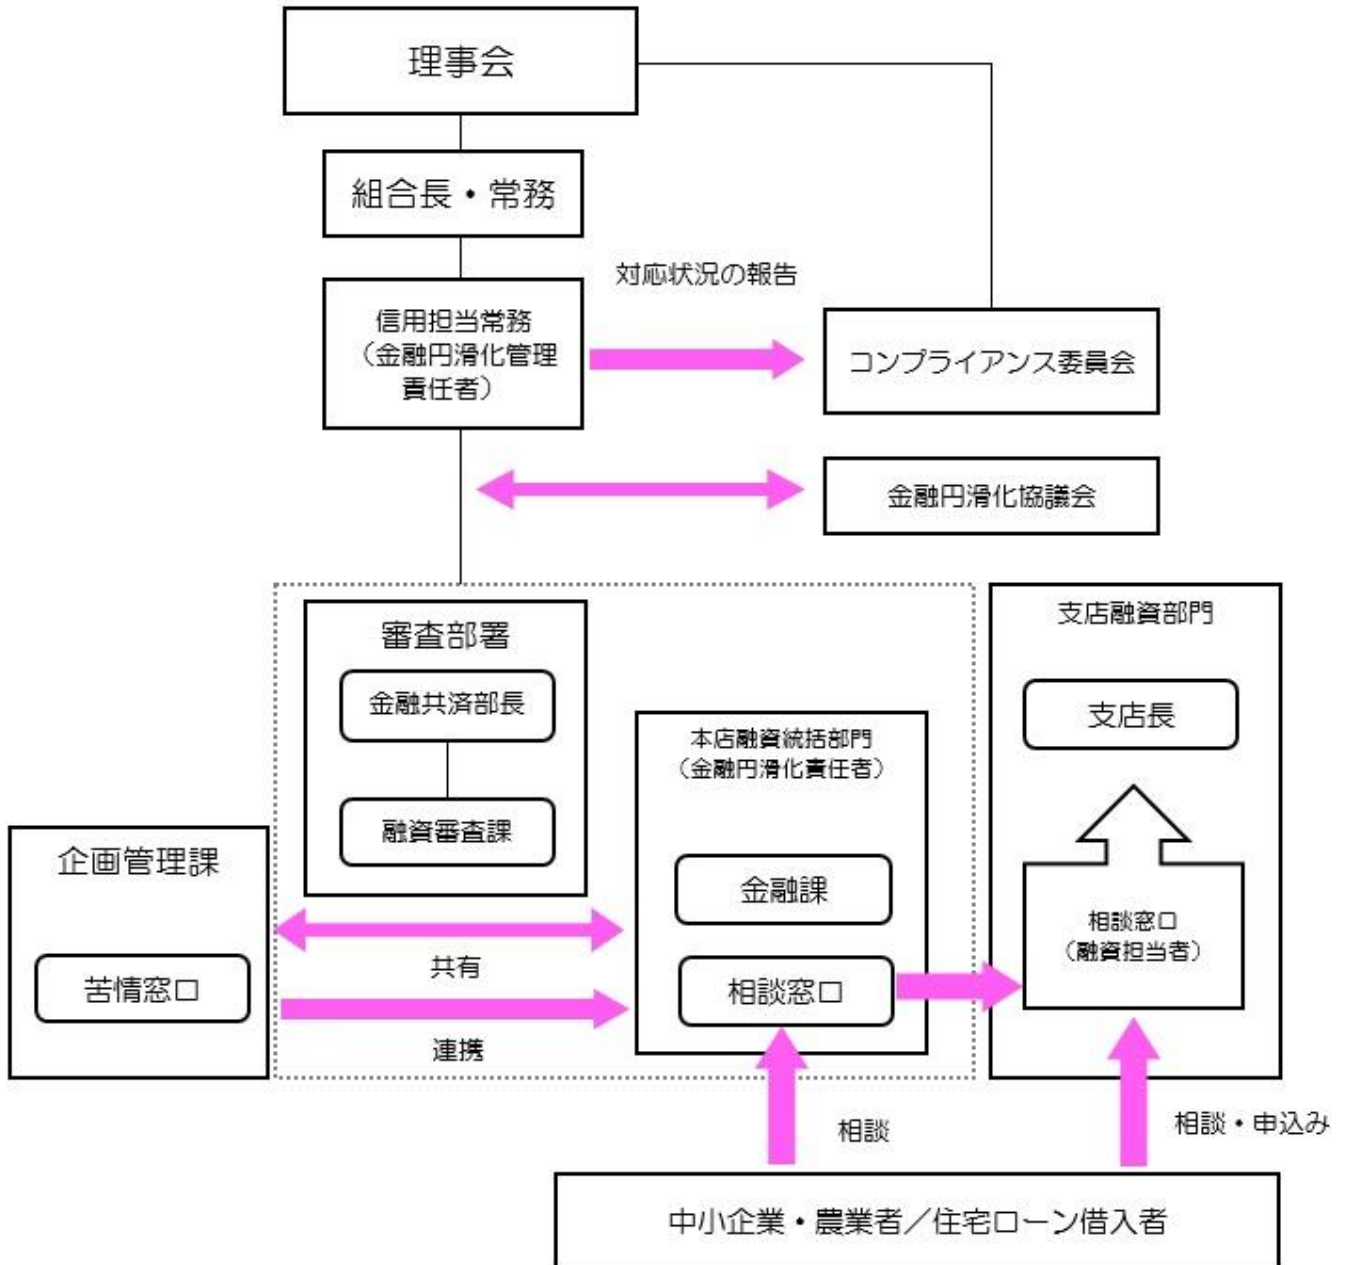 理事会
組合長・常務
対応状況の報告
信用担当常務
（金融円滑化管理
責任者）
コンプライアンス委員会
金融円滑化協議会
審査部署
金融共済部長
融資審査課
本店融資統括部門
（金融円滑化責任者）
金融課
相談窓口
支店融資部門
支店長
相談窓口
（融資担当者）
企画管理課
苦情窓口
共有
連携
相談
相談・申込み
中小企業・農業者／住宅ローン借入者